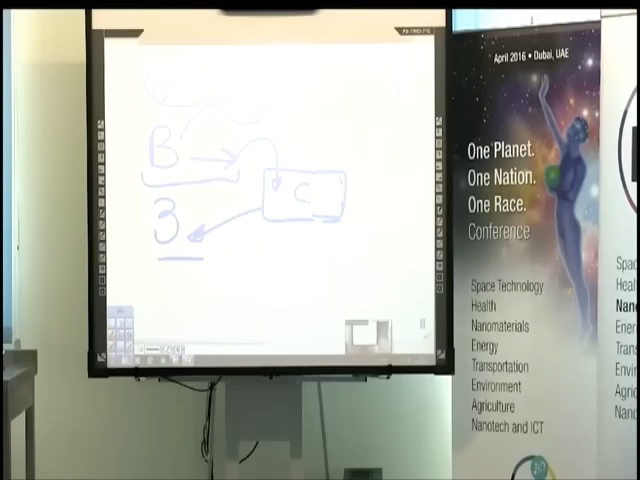 B
C
3
April 2016 • Dubai, UAE
One Planet.
One Nation.
One Race.
Conference
Space Technology
Health
Nanomaterials
Energy
Transportation
Environment
Agriculture
Nanotech and ICT